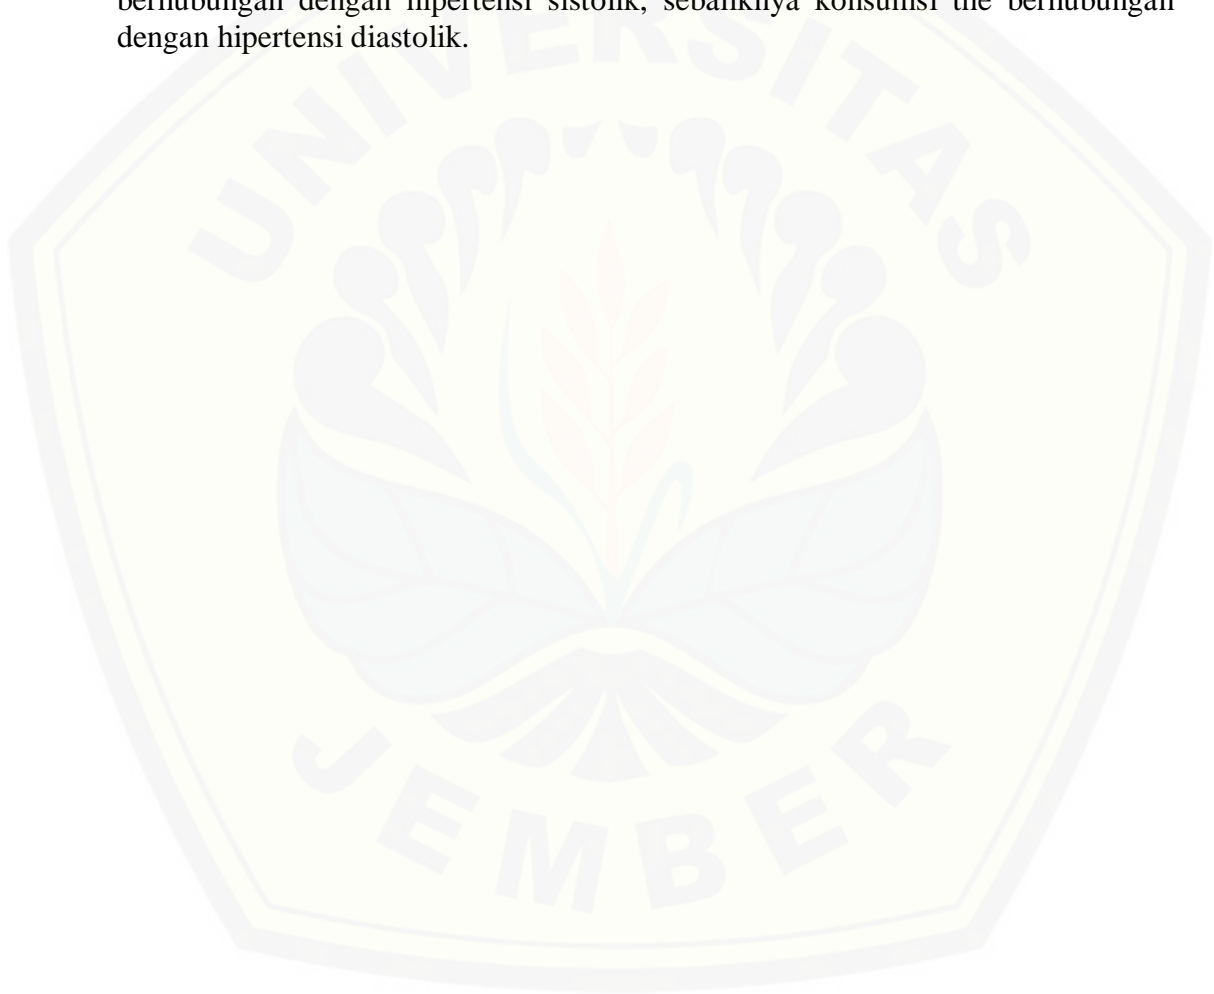 berhubungan dengan hipertensi sistolik, sebaliknya konsumsi the berhubungan
dengan hipertensi diastolik.
UNIVERSITAS
JEMBER